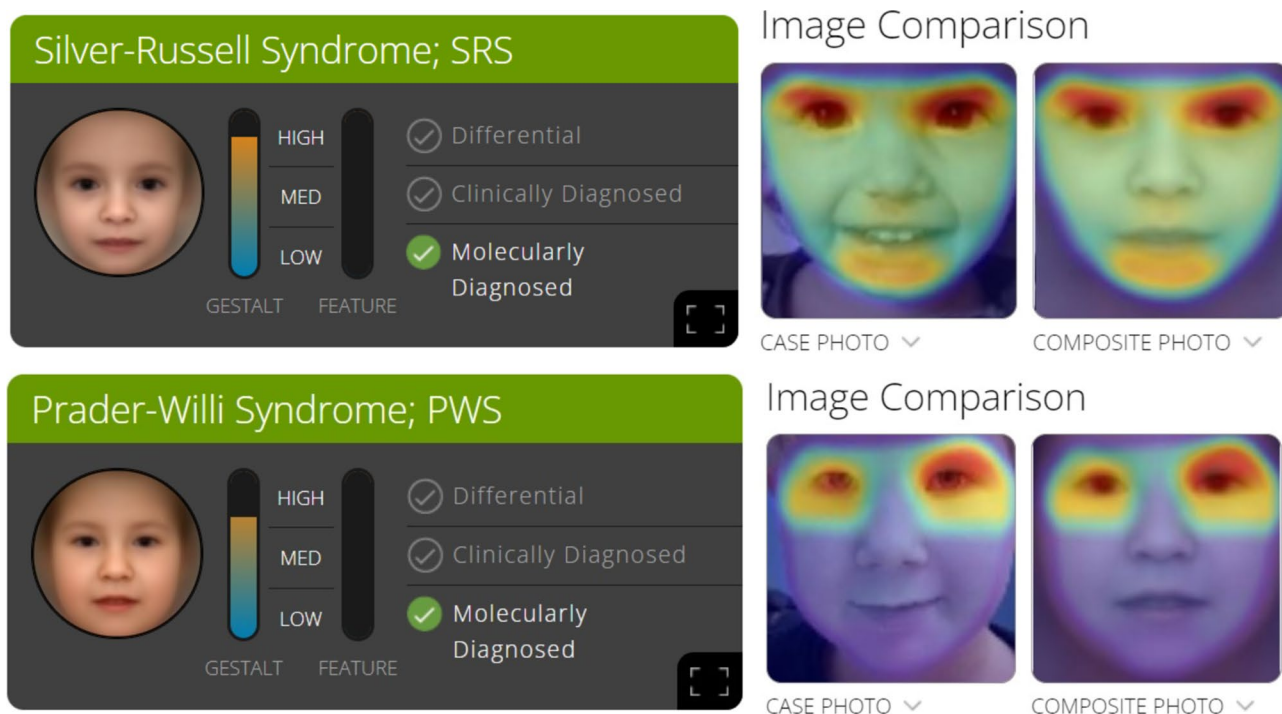 Silver-Russell Syndrome; SRS
HIGH
MED
LOW
GESTALT
FEATURE
Differential
Clinically Diagnosed
Molecularly
Diagnosed
Image Comparison
CASE PHOTO
COMPOSITE PHOTO
Prader-Willi Syndrome; PWS
HIGH
MED
LOW
GESTALT
FEATURE
Differential
Clinically Diagnosed
Molecularly
Diagnosed
Image Comparison
CASE PHOTO
COMPOSITE PHOTO